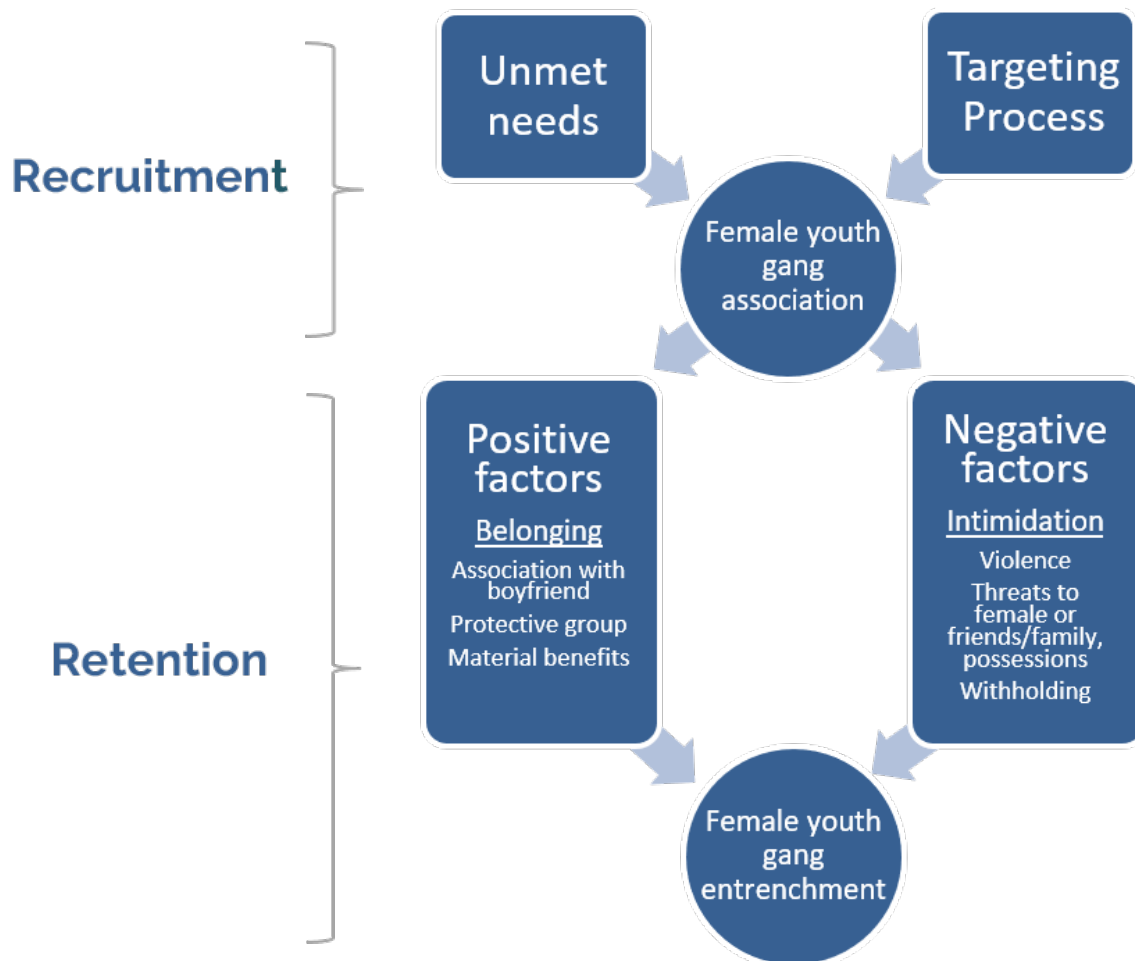 Recruitment
Unmet
needs
Targeting
Process
Female youth
gang
association
Retention
Positive
factors
Belonging
Association with
boyfriend
Protective group
Material benefits
Negative
factors
Intimidation
Violence
Threats to
female or
friends/family,
possessions
Withholding
Female youth
gang
entrenchment